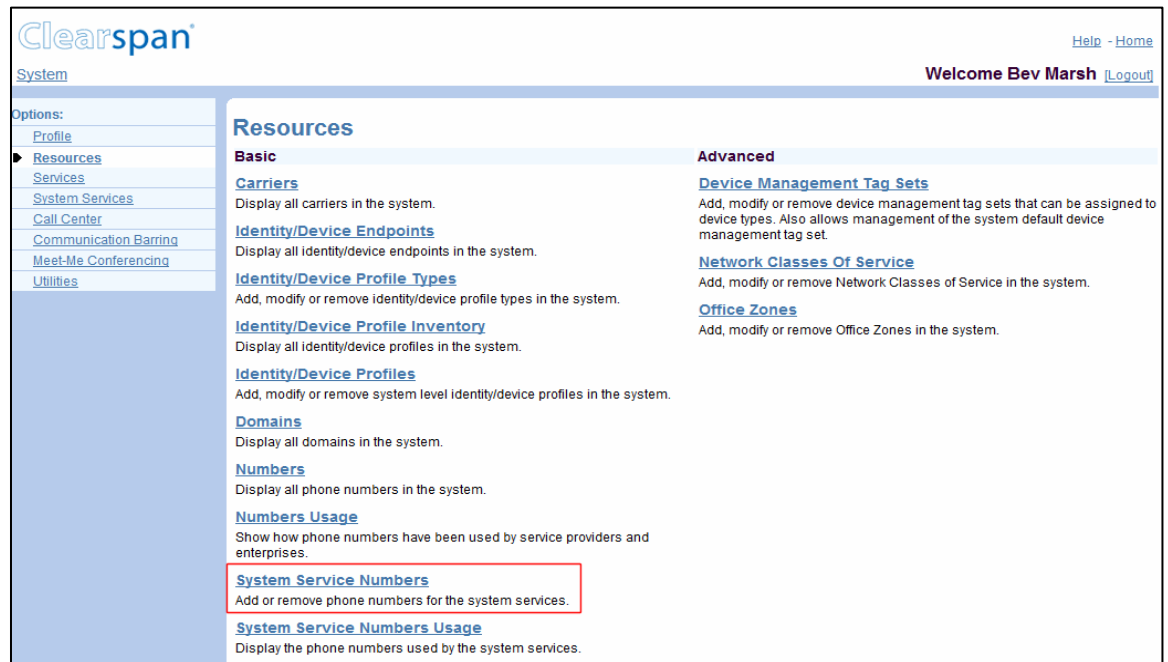 Clearspan
Help - Home
System
Welcome Bev Marsh [Logout]
Options:
Profile
Resources
Services
System Services
Call Center
Communication Barring
Meet-Me Conferencing
Utilities
Resources
Basic
Carriers
Display all carriers in the system.
Identity/Device Endpoints
Display all identity/device endpoints in the system.
Identity/Device Profile Types
Add, modify or remove identity/device profile types in the system.
Identity/Device Profile Inventory
Display all identity/device profiles in the system.
Identity/Device Profiles
Add, modify or remove system level identity/device profiles in the system.
Domains
Display all domains in the system.
Numbers
Display all phone numbers in the system.
Numbers Usage
Show how phone numbers have been used by service providers and
enterprises.
System Service Numbers
Add or remove phone numbers for the system services.
System Service Numbers Usage
Display the phone numbers used by the system services.
Advanced
Device Management Tag Sets
Add, modify or remove device management tag sets that can be assigned to
device types. Also allows management of the system default device
management tag set.
Network Classes Of Service
Add, modify or remove Network Classes of Service in the system.
Office Zones
Add, modify or remove Office Zones in the system.